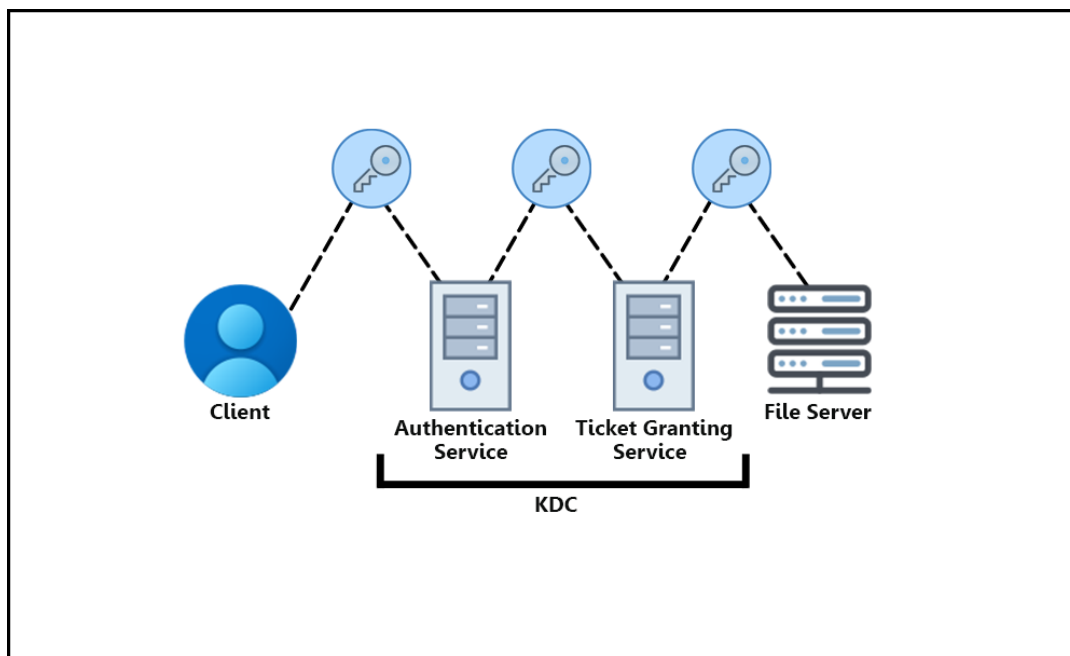 Client
Authentication
Service
Ticket Granting
Service
File Server
KDC